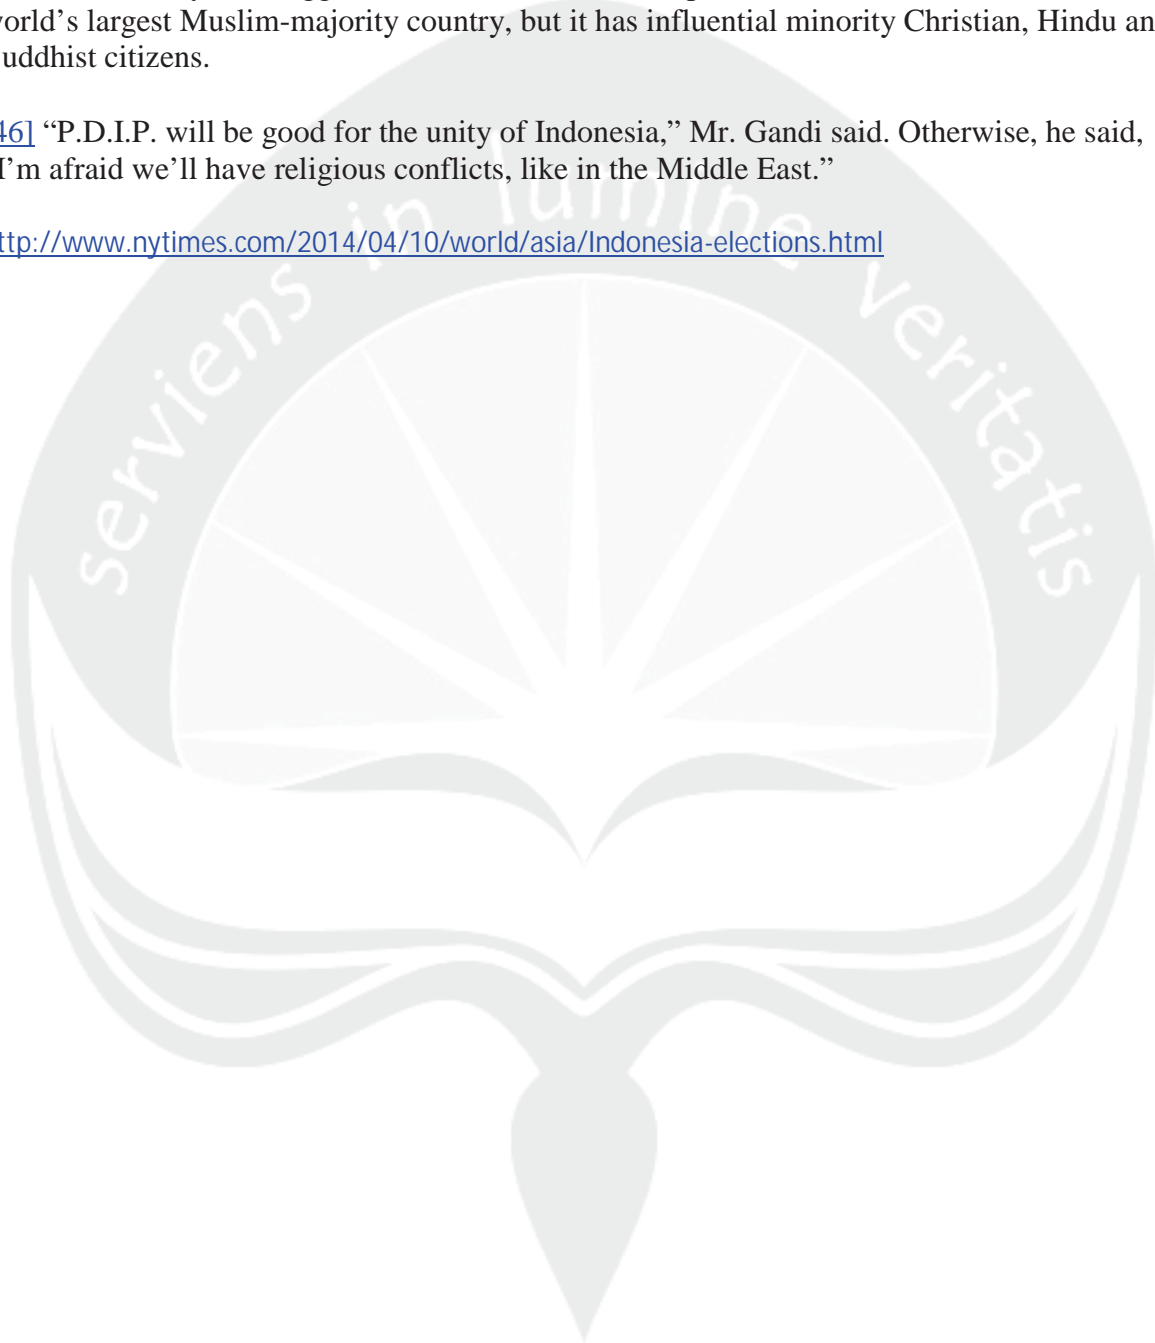 world’s largest Muslim-majority country, but it has influential minority Christian, Hindu an
uddhist citizens.
46] “P.D.I.P. will be good for the unity of Indonesia,” Mr. Gandi said. Otherwise, he said,
I’m afraid we’ll have religious conflicts, like in the Middle East.”
ttp://www.nytimes.com/2014/04/10/world/asia/Indonesia-elections.html
serviens in lumine veritatis